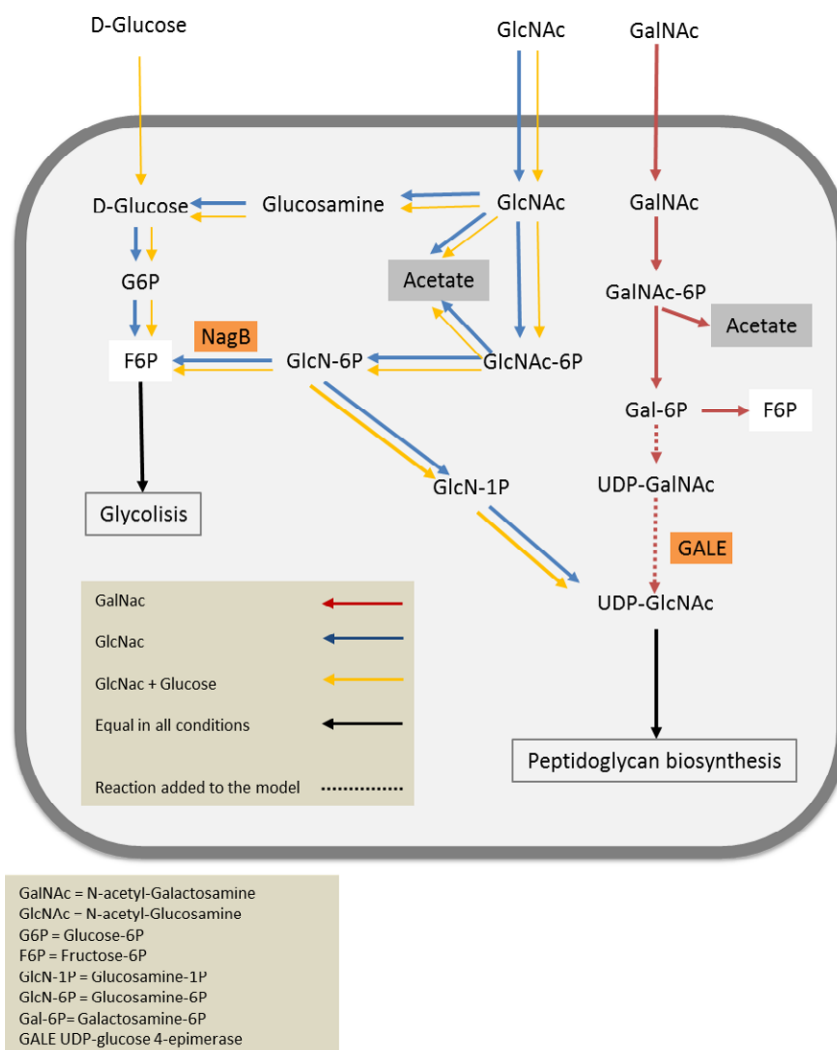 D-Glucose
GlcNAc
GalNAc
D-Glucose
Glucosamine
GlcNAc
GalNAc
G6P
Acetate
GalNAc-6P
Acetate
NagB
F6P
GlcN-6P
GlcNAc-6P
Gal-6P
F6P
GlcN-1P
UDP-GalNAc
Glycolisis
GALE
UDP-GlcNAc
GalNac
GlcNac
GlcNac + Glucose
Equal in all conditions
Reaction added to the model
Peptidoglycan biosynthesis
GalNAc = N-acetyl-Galactosamine
GlcNAc = N-acetyl-Glucosamine
G6P = Glucose-6P
F6P = Fructose-6P
GlcN-1P = Glucosamine-1P
GlcN-6P = Glucosamine-6P
Gal-6P= Galactosamine-6P
GALE UDP-glucose 4-epimerase